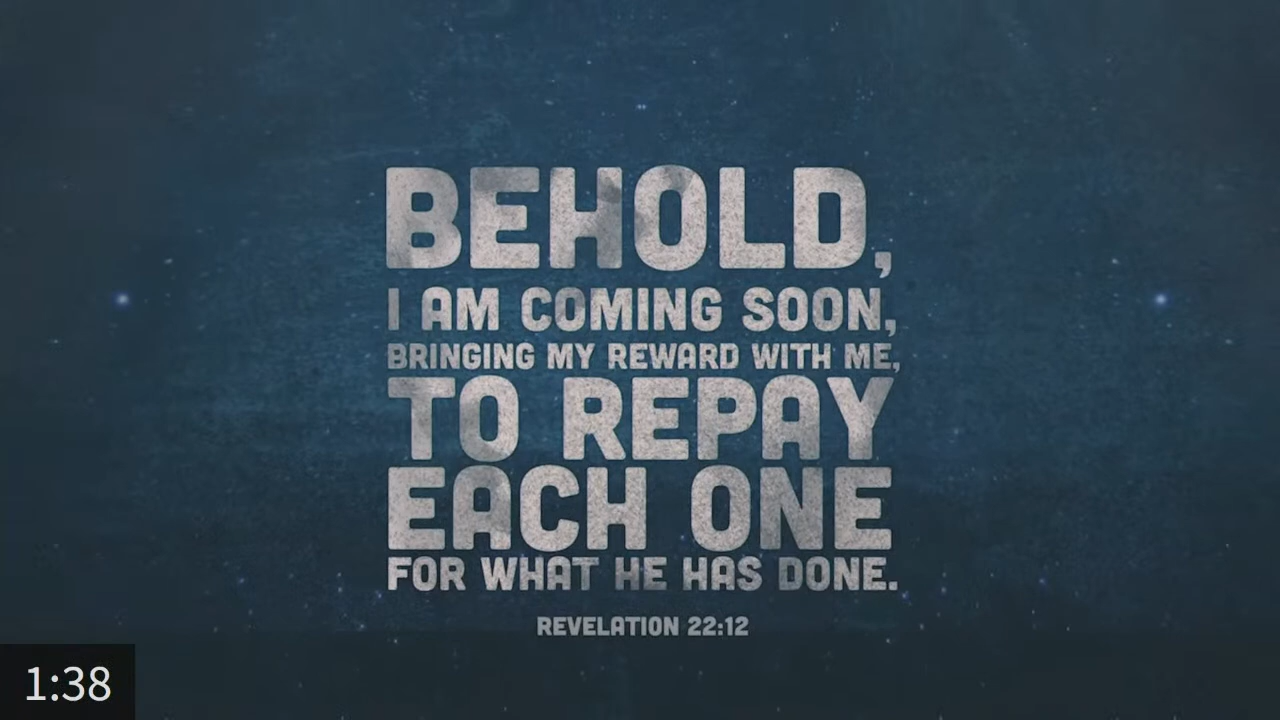 BEHOLD,
I AM COMING SOON,
BRINGING MY REWARD WITH ME,
TO REPAY
EACH ONE
FOR WHAT HE HAS DONE.
REVELATION 22:12
1:38